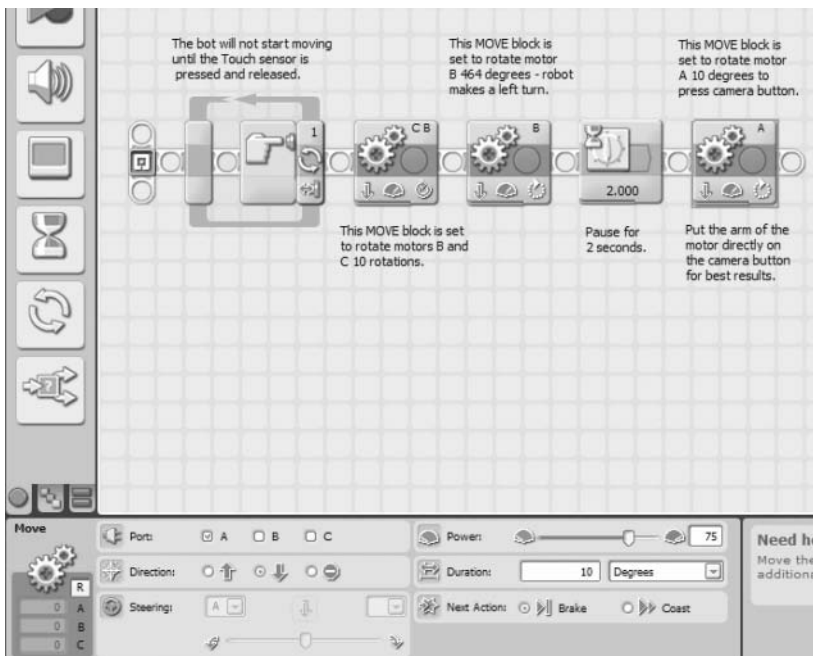 The bot will not start moving
until the Touch sensor is
pressed and released.
This MOVE block is
set to rotate motor
B 464 degrees - robot
makes a left turn.
This MOVE block is
set to rotate motor
A 10 degrees to
press camera button.
1
C B
B
A
2.000
This MOVE block is set
to rotate motors B and
C 10 rotations.
Pause for
2 seconds.
Put the arm of the
motor directly on
the camera button
for best results.
Move
R
0 A
0 B
0 C
Port: A B C
Direction:
Steering: A
Power: 75
Duration: 10 Degrees
Next Action: Brake Coast
Need he
Move the
additiona